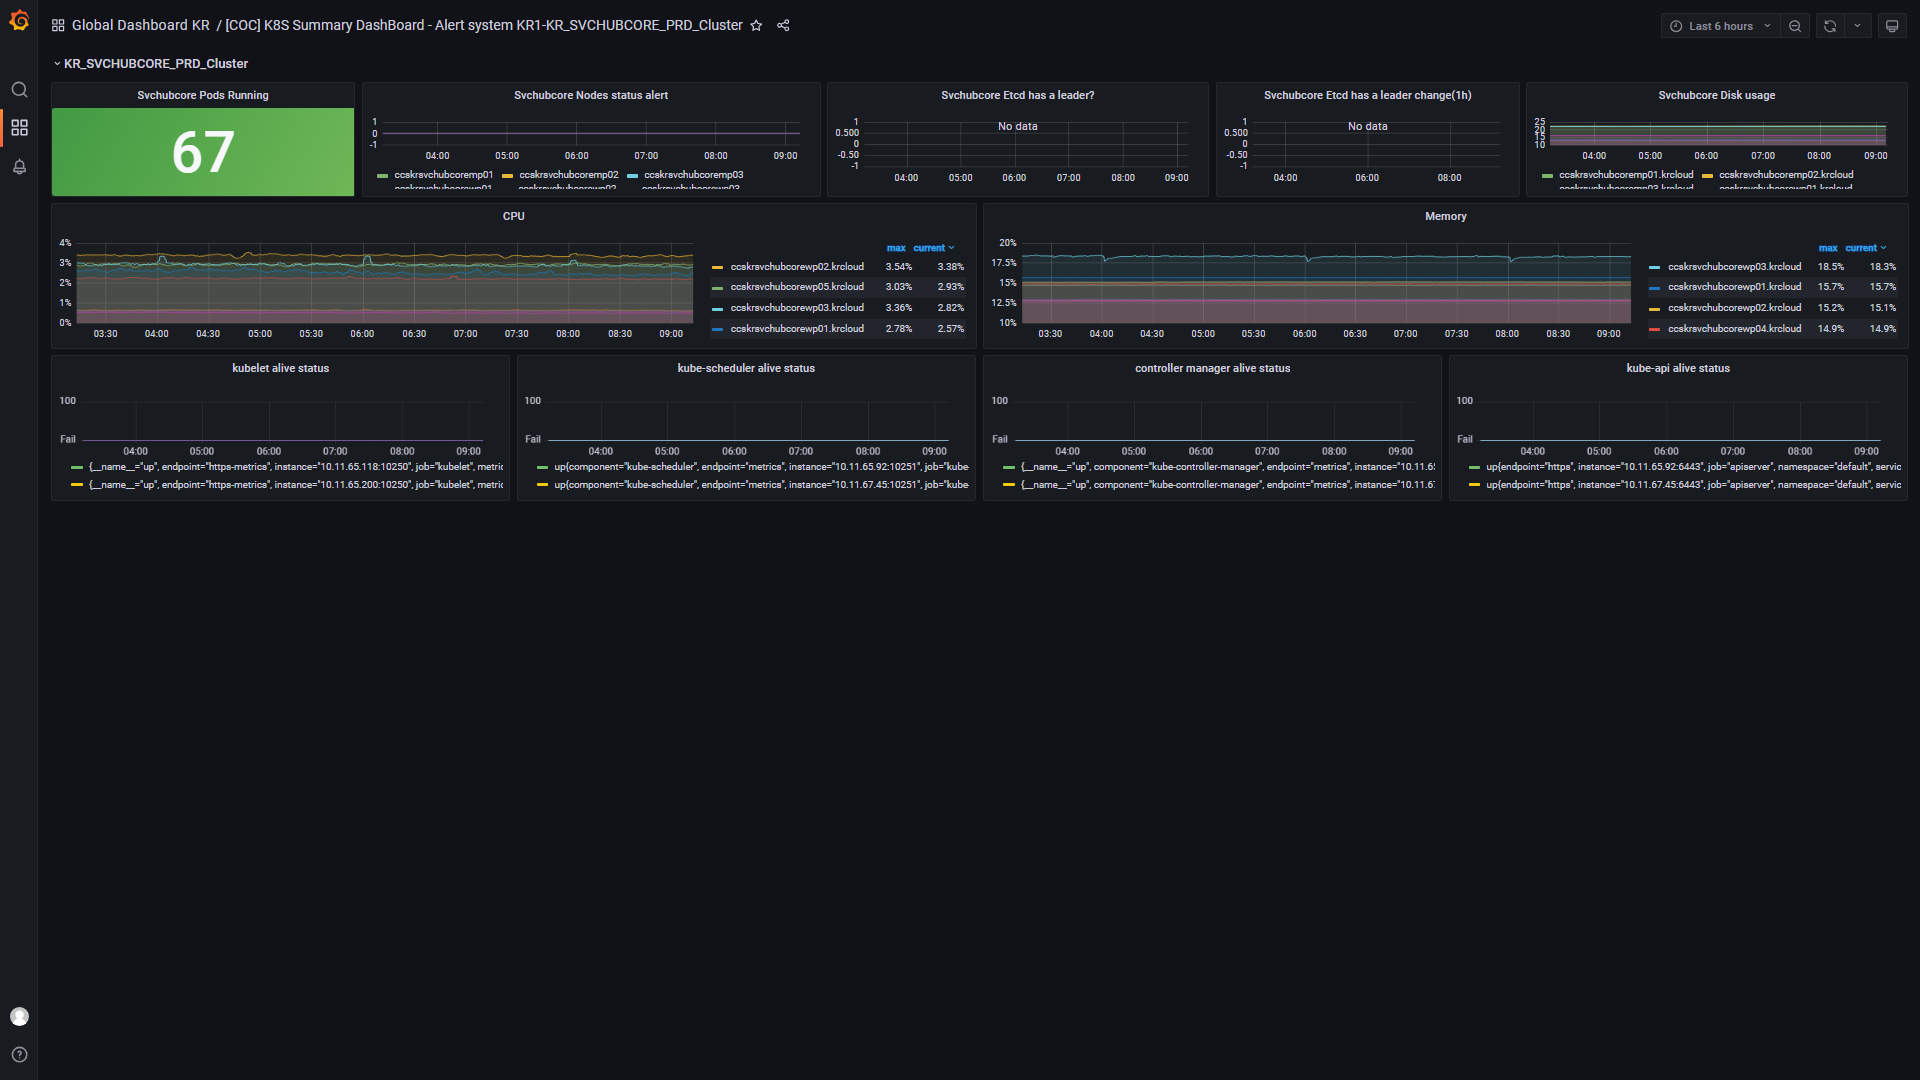 Global Dashboard KR / [COC] K8S Summary DashBoard - Alert system KR1-KR_SVCHUBCORE_PRD_Cluster
Last 6 hours
KR_SVCHUBCORE_PRD_Cluster
Svchubcore Pods Running
67
Svchubcore Nodes status alert
1
0
-1
04:00 05:00 06:00 07:00 08:00 09:00
ccskrsvchubcoremp01 ccskrsvchubcoremp02 ccskrsvchubcoremp03
ccskrsvchubcorewp01 ccskrsvchubcorewp02 ccskrsvchubcorewp03
Svchubcore Etcd has a leader?
No data
1
0.500
0
-0.50
-1
04:00 05:00 06:00 07:00 08:00 09:00
Svchubcore Etcd has a leader change(1h)
No data
1
0.500
0
-0.50
-1
04:00 06:00 08:00
Svchubcore Disk usage
25
20
15
10
04:00 05:00 06:00 07:00 08:00 09:00
ccskrsvchubcoremp01.krcloud ccskrsvchubcoremp02.krcloud
ccskrsvchubcoremp03.krcloud ccskrsvchubcorewp01.krcloud
CPU
4%
3%
2%
1%
0%
03:30 04:00 04:30 05:00 05:30 06:00 06:30 07:00 07:30 08:00 08:30 09:00
max current
ccskrsvchubcorewp02.krcloud 3.54% 3.38%
ccskrsvchubcorewp05.krcloud 3.03% 2.93%
ccskrsvchubcorewp03.krcloud 3.36% 2.82%
ccskrsvchubcorewp01.krcloud 2.78% 2.57%
Memory
20%
17.5%
15%
12.5%
10%
03:30 04:00 04:30 05:00 05:30 06:00 06:30 07:00 07:30 08:00 08:30 09:00
max current
ccskrsvchubcorewp03.krcloud 18.5% 18.3%
ccskrsvchubcorewp01.krcloud 15.7% 15.7%
ccskrsvchubcorewp02.krcloud 15.2% 15.1%
ccskrsvchubcorewp04.krcloud 14.9% 14.9%
kubelet alive status
100
Fail
04:00 05:00 06:00 07:00 08:00 09:00
{__name__="up", endpoint="https-metrics", instance="10.11.65.118:10250", job="kubelet", metric
{__name__="up", endpoint="https-metrics", instance="10.11.65.200:10250", job="kubelet", metric
kube-scheduler alive status
100
Fail
04:00 05:00 06:00 07:00 08:00 09:00
up{component="kube-scheduler", endpoint="metrics", instance="10.11.65.92:10251", job="kube-
up{component="kube-scheduler", endpoint="metrics", instance="10.11.67.45:10251", job="kube-
controller manager alive status
100
Fail
04:00 05:00 06:00 07:00 08:00 09:00
{__name__="up", component="kube-controller-manager", endpoint="metrics", instance="10.11.65
{__name__="up", component="kube-controller-manager", endpoint="metrics", instance="10.11.67
kube-api alive status
100
Fail
04:00 05:00 06:00 07:00 08:00 09:00
up{endpoint="https", instance="10.11.65.92:6443", job="apiserver", namespace="default", servic
up{endpoint="https", instance="10.11.67.45:6443", job="apiserver", namespace="default", servic